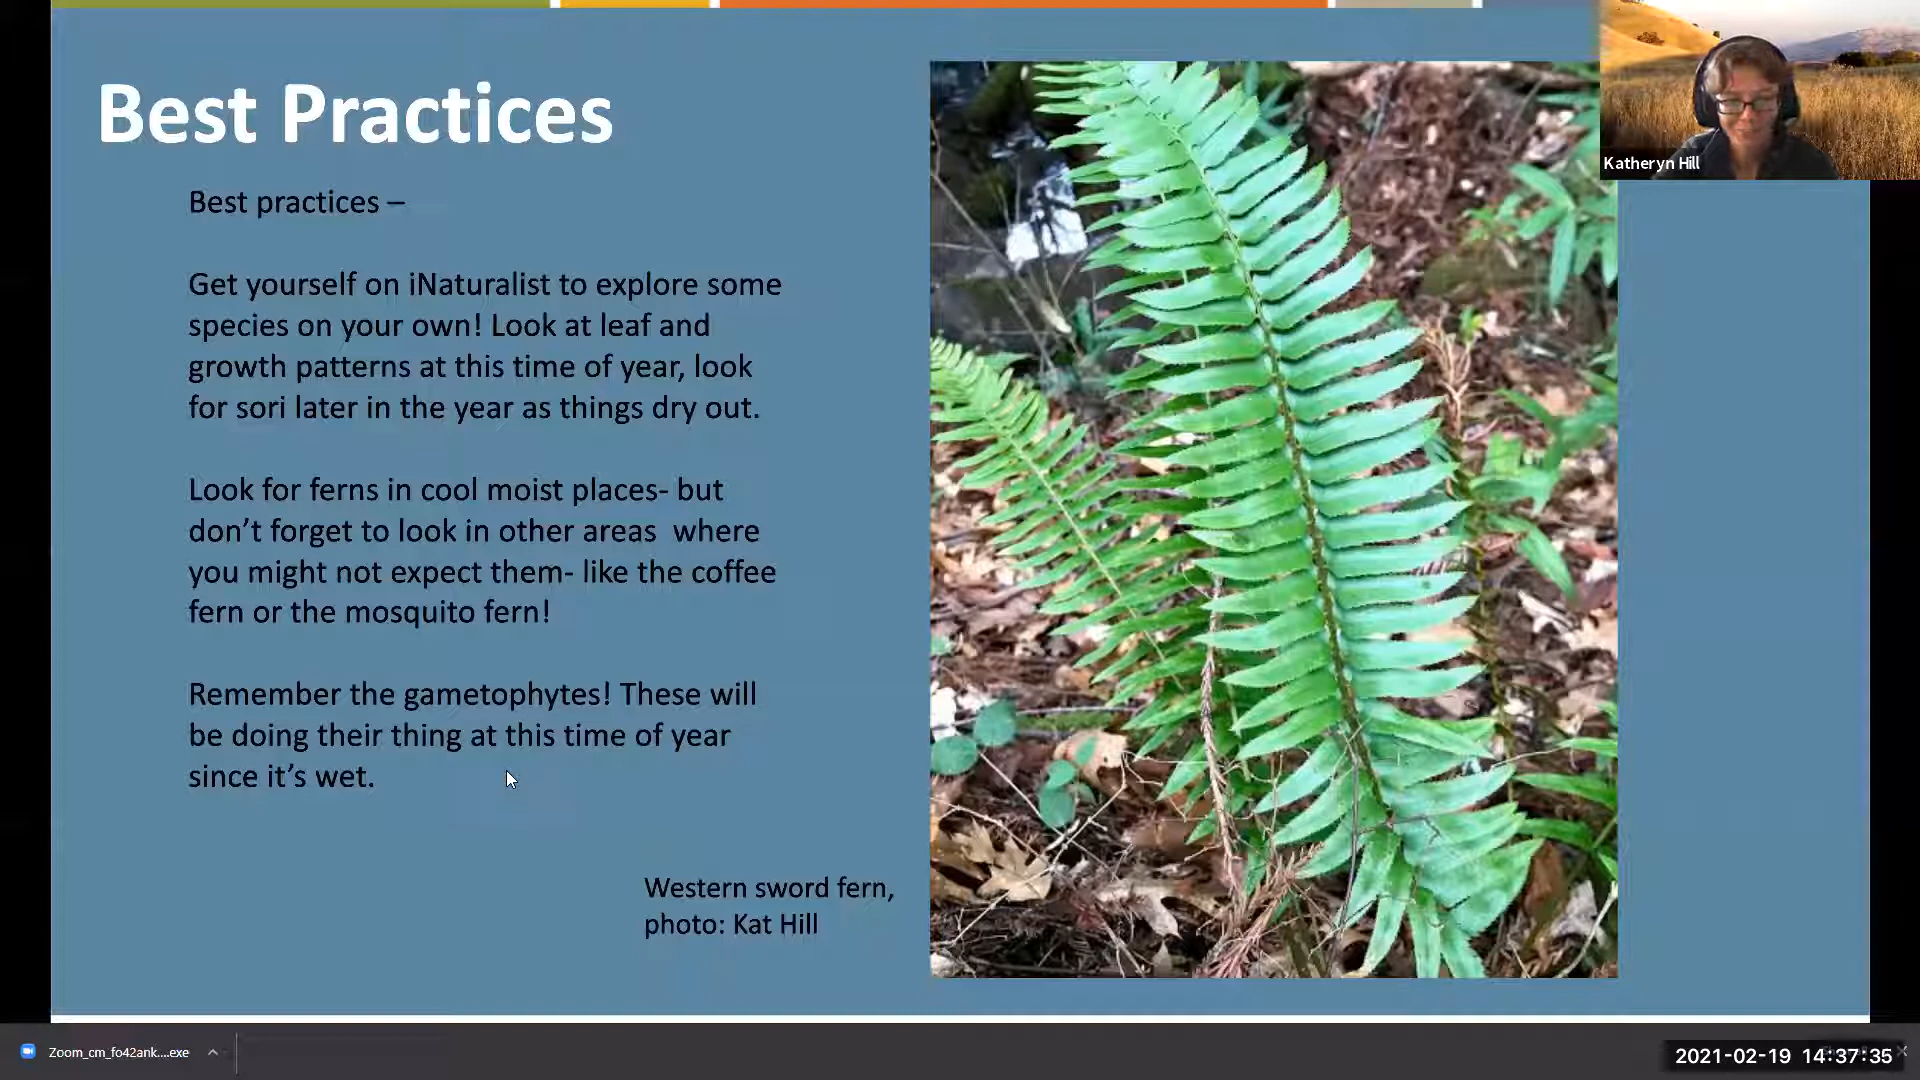 Best Practices
Katheryn Hill
Best practices –
Get yourself on iNaturalist to explore some
species on your own! Look at leaf and
growth patterns at this time of year, look
for sori later in the year as things dry out.
Look for ferns in cool moist places- but
don’t forget to look in other areas  where
you might not expect them- like the coffee
fern or the mosquito fern!
Remember the gametophytes! These will
be doing their thing at this time of year
since it’s wet.
Western sword fern,
photo: Kat Hill
Zoom_cm_fo42ank....exe
2021-02-19 14:37:35